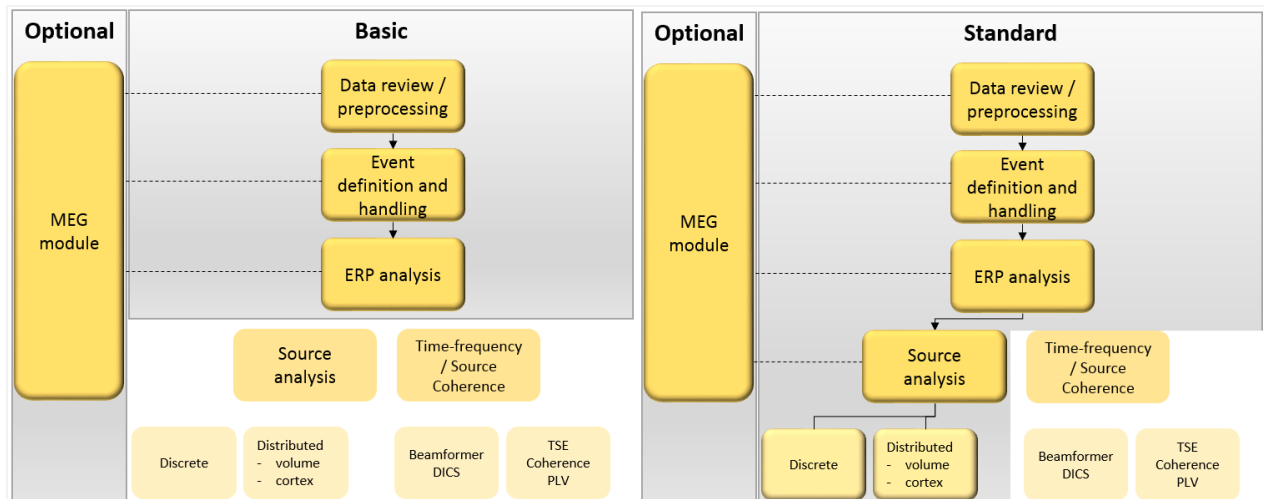 Optional
Basic
MEG
module
Data review /
preprocessing
Event
definition and
handling
ERP analysis
Source
analysis
Time-frequency
/ Source
Coherence
Discrete
Distributed
- volume
- cortex
Beamformer
DICS
TSE
Coherence
PLV
Optional
Standard
MEG
module
Data review /
preprocessing
Event
definition and
handling
ERP analysis
Source
analysis
Time-frequency
/ Source
Coherence
Discrete
Distributed
- volume
- cortex
Beamformer
DICS
TSE
Coherence
PLV